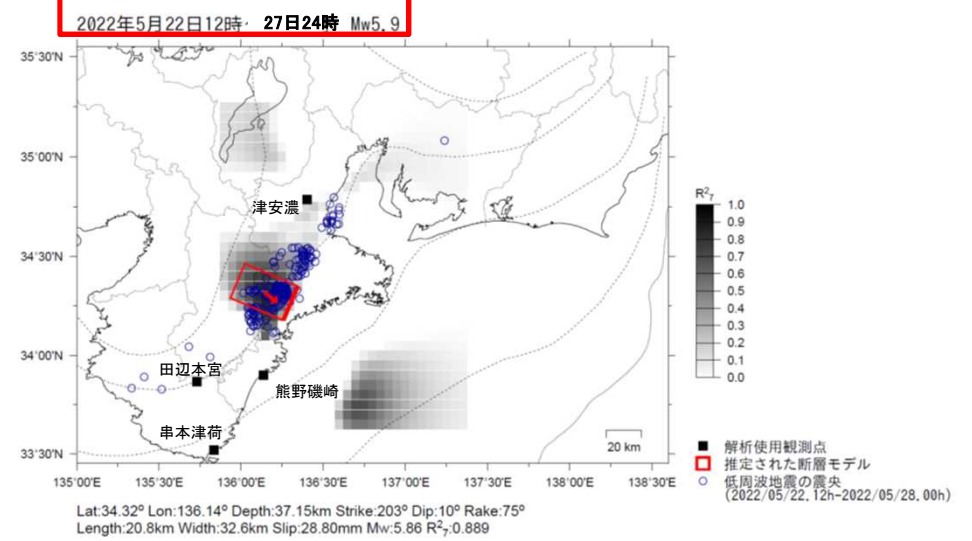 2022年5月22日12時- 27日24時 Mw5.9
35°30'N
35°00'N
34°30'N
34°00'N
33°30'N
135°00'E 135°30'E 136°00'E 136°30'E 137°00'E 137°30'E 138°00'E 138°30'E
津安濃
田辺本宮
熊野磯崎
串本津荷
20 km
R²₇
1.0
0.9
0.8
0.7
0.6
0.5
0.4
0.3
0.2
0.1
0.0
解析使用観測点
推定された断層モデル
低周波地震の震央
(2022/05/22.12h-2022/05/28.00h)
Lat:34.32º Lon:136.14º Depth:37.15km Strike:203º Dip:10º Rake:75º
Length:20.8km Width:32.6km Slip:28.80mm Mw:5.86 R²₇:0.889